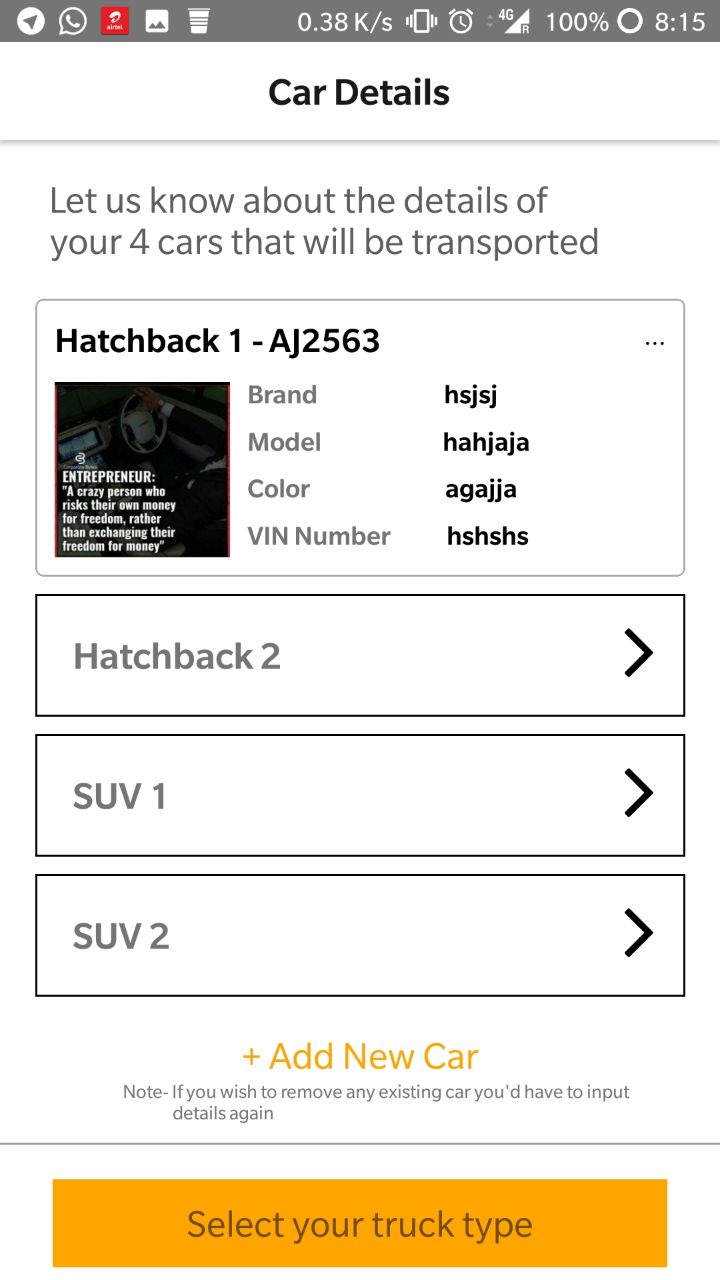 0.38 K/s 4G R 100% 8:15
airtel
Car Details
Let us know about the details of
your 4 cars that will be transported
Hatchback 1 - AJ2563 ...
Brand hsjsj
Model hahjaja
Color agajja
VIN Number hshshs
ENTREPRENEUR:
"A crazy person who
risks their own money
for freedom, rather
than exchanging their
freedom for money"
Hatchback 2
SUV 1
SUV 2
+ Add New Car
Note- If you wish to remove any existing car you'd have to input
details again
Select your truck type